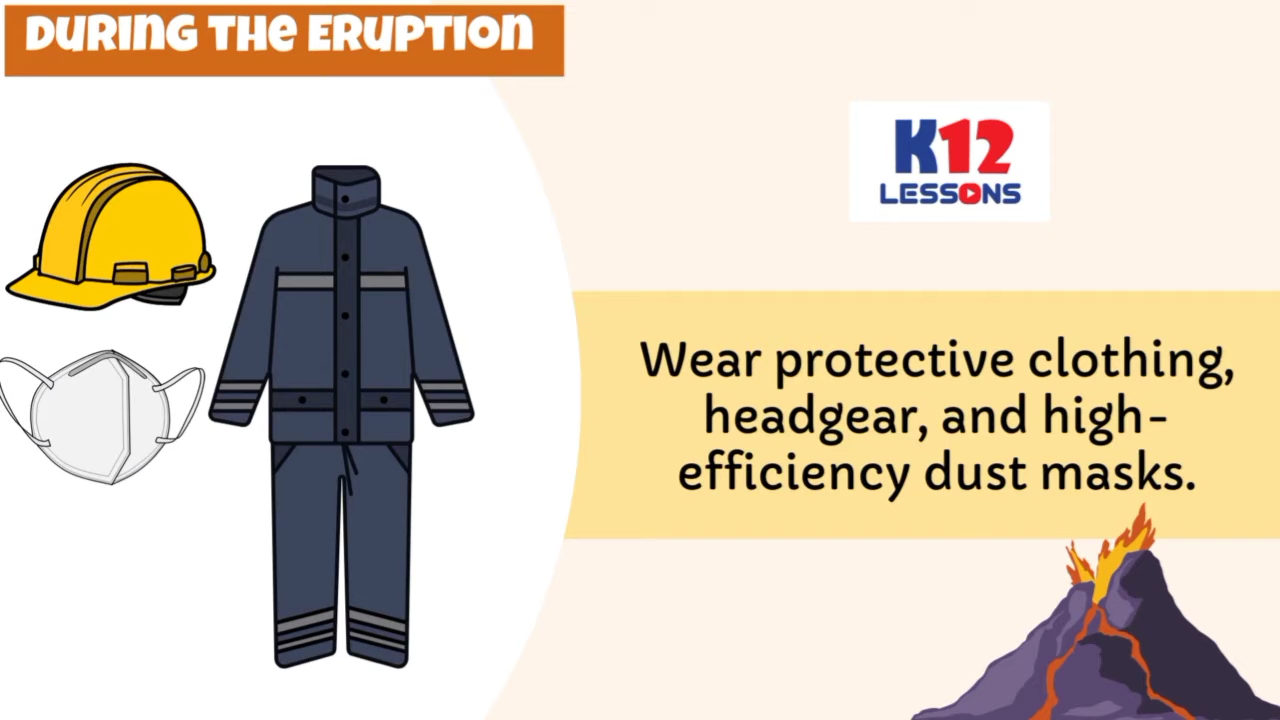 DURING THE ERUPTION
K12
LESSONS
Wear protective clothing,
headgear, and high-
efficiency dust masks.